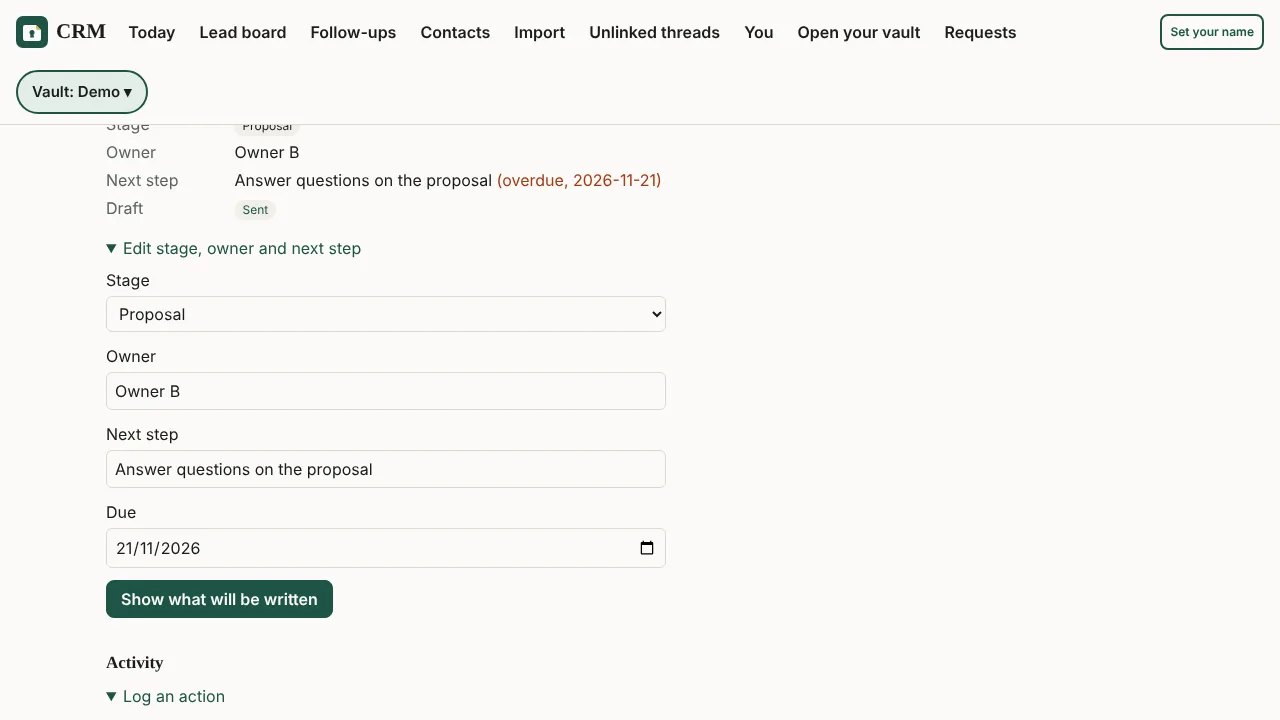 CRM Today Lead board Follow-ups Contacts Import Unlinked threads You Open your vault Requests Set your name
Vault: Demo ▾
Stage Proposal
Owner Owner B
Next step Answer questions on the proposal (overdue, 2026-11-21)
Draft Sent
▼ Edit stage, owner and next step
Stage
Proposal
Owner
Owner B
Next step
Answer questions on the proposal
Due
21/11/2026
Show what will be written
Activity
▼ Log an action